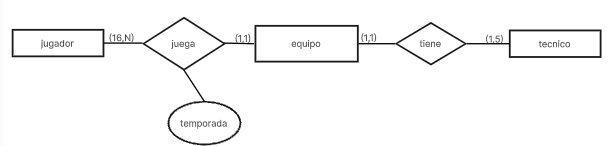 jugador
(16,N)
juega
(1,1)
equipo
(1,1)
tiene
(1,5)
tecnico
temporada